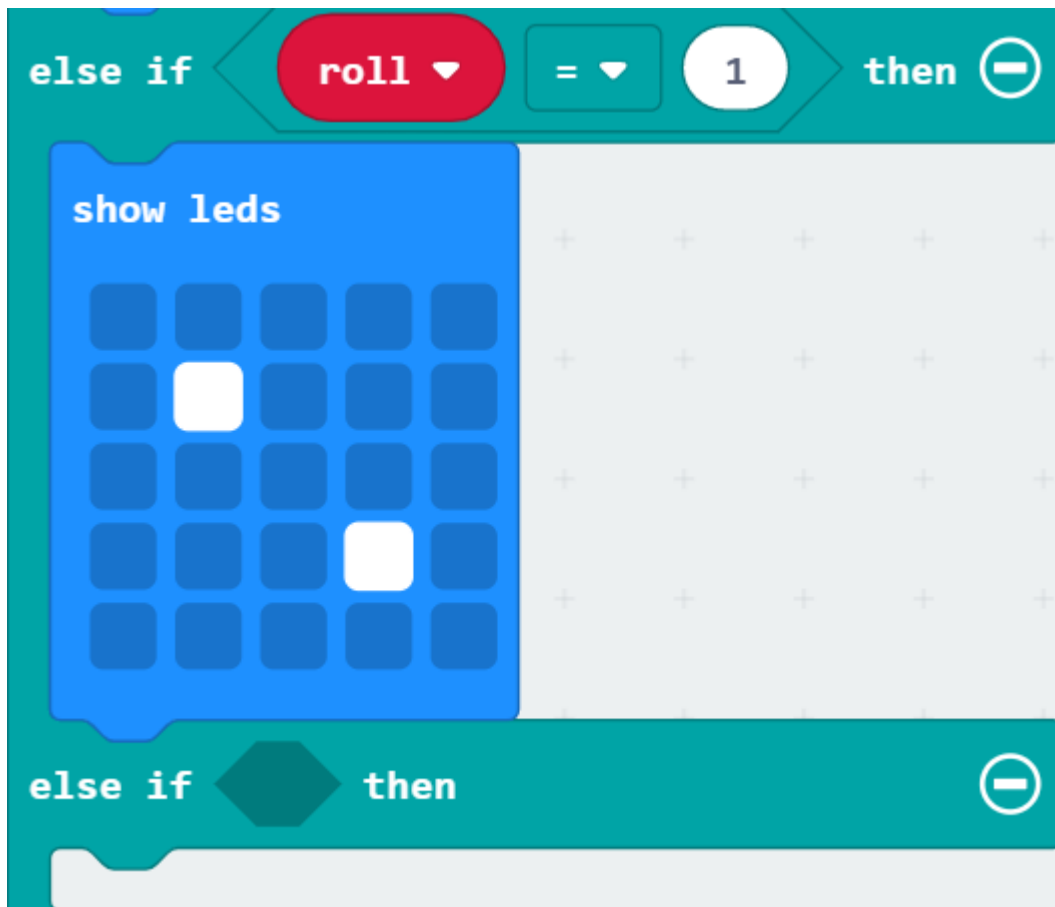 else if roll = 1 then
show leds
else if then